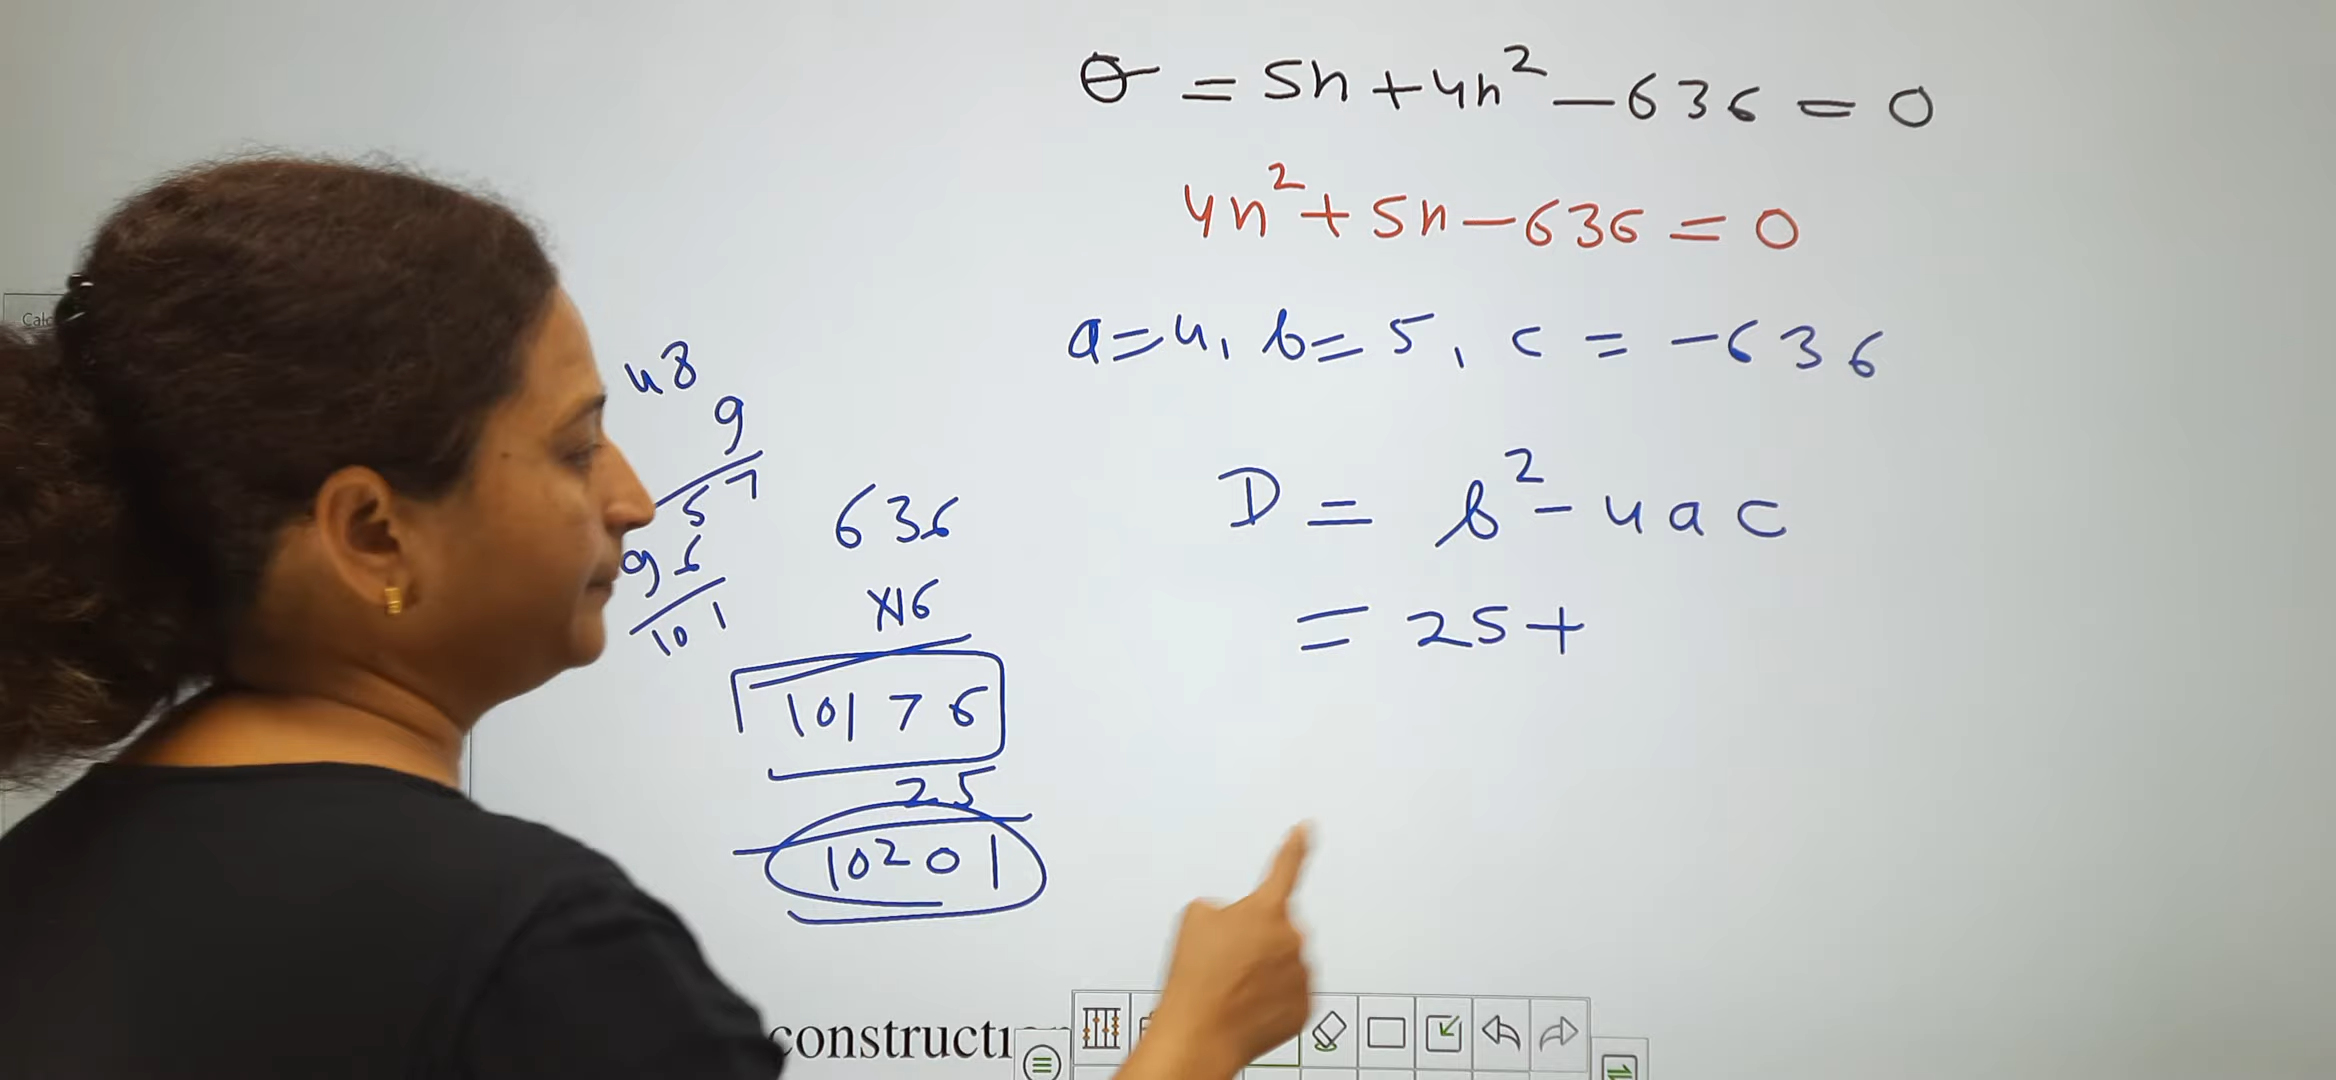 θ = 5n + 4n² - 636 = 0
4n² + 5n - 636 = 0
a = 4, b = 5, c = -636
D = b² - 4ac
= 25 +
48
9
57
5
96
101
636
×16
10176
25
10201
constructi